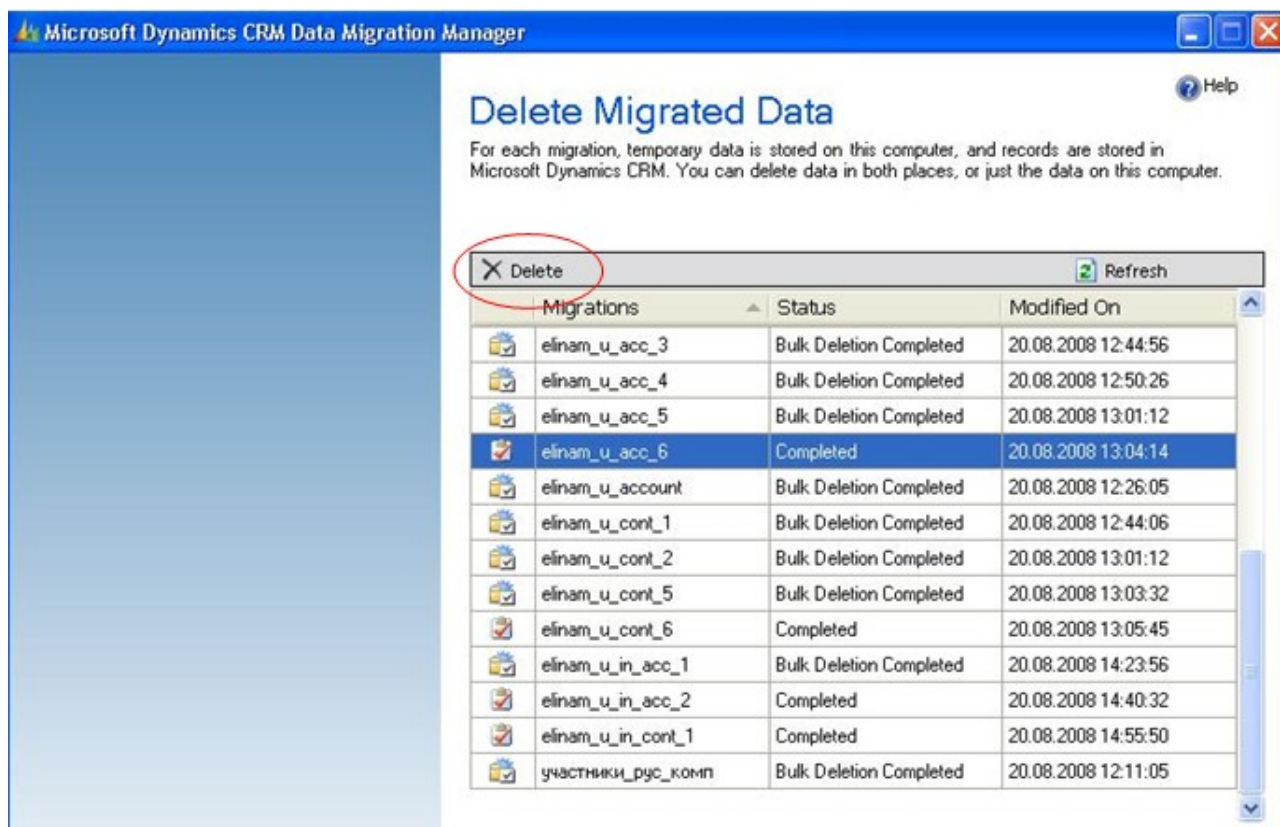 Microsoft Dynamics CRM Data Migration Manager
Help
Delete Migrated Data
For each migration, temporary data is stored on this computer, and records are stored in
Microsoft Dynamics CRM. You can delete data in both places, or just the data on this computer.
Delete Refresh
Migrations Status Modified On
elinam_u_acc_3 Bulk Deletion Completed 20.08.2008 12:44:56
elinam_u_acc_4 Bulk Deletion Completed 20.08.2008 12:50:26
elinam_u_acc_5 Bulk Deletion Completed 20.08.2008 13:01:12
elinam_u_acc_6 Completed 20.08.2008 13:04:14
elinam_u_account Bulk Deletion Completed 20.08.2008 12:26:05
elinam_u_cont_1 Bulk Deletion Completed 20.08.2008 12:44:06
elinam_u_cont_2 Bulk Deletion Completed 20.08.2008 13:01:12
elinam_u_cont_5 Bulk Deletion Completed 20.08.2008 13:03:32
elinam_u_cont_6 Completed 20.08.2008 13:05:45
elinam_u_in_acc_1 Bulk Deletion Completed 20.08.2008 14:23:56
elinam_u_in_acc_2 Completed 20.08.2008 14:40:32
elinam_u_in_cont_1 Completed 20.08.2008 14:55:50
участники_рус_комп Bulk Deletion Completed 20.08.2008 12:11:05